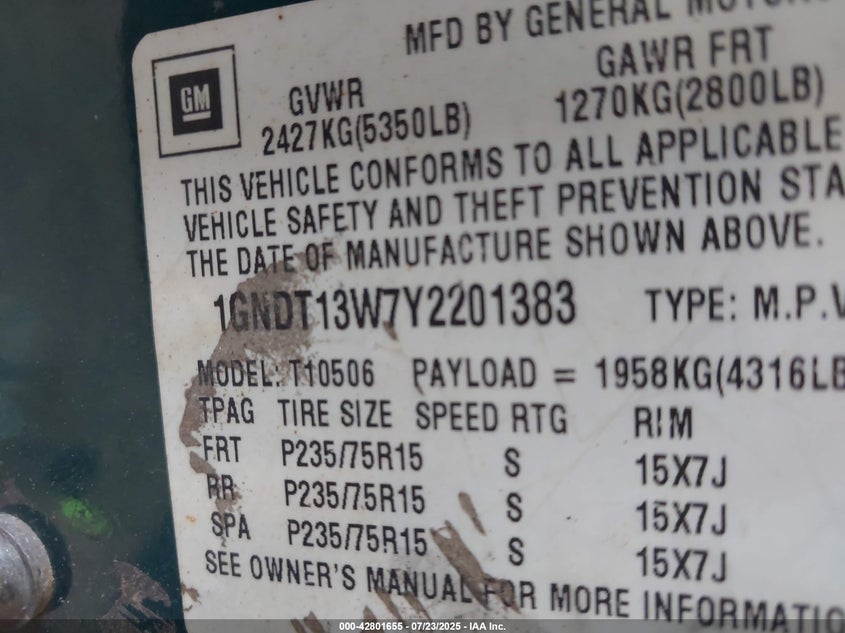 MFD BY GENERAL MOTORS
GM
GVWR
2427KG(5350LB)
GAWR FRT
1270KG(2800LB)
THIS VEHICLE CONFORMS TO ALL APPLICABLE
VEHICLE SAFETY AND THEFT PREVENTION STA
THE DATE OF MANUFACTURE SHOWN ABOVE.
1GNDT13W7Y2201383 TYPE: M.P.V
MODEL: T10506 PAYLOAD = 1958KG(4316LB
TPAG TIRE SIZE SPEED RTG RIM
FRT P235/75R15 S 15X7J
RR P235/75R15 S 15X7J
SPA P235/75R15 S 15X7J
SEE OWNER'S MANUAL FOR MORE INFORMATIO
000-42801655 - 07/23/2025 - IAA Inc.